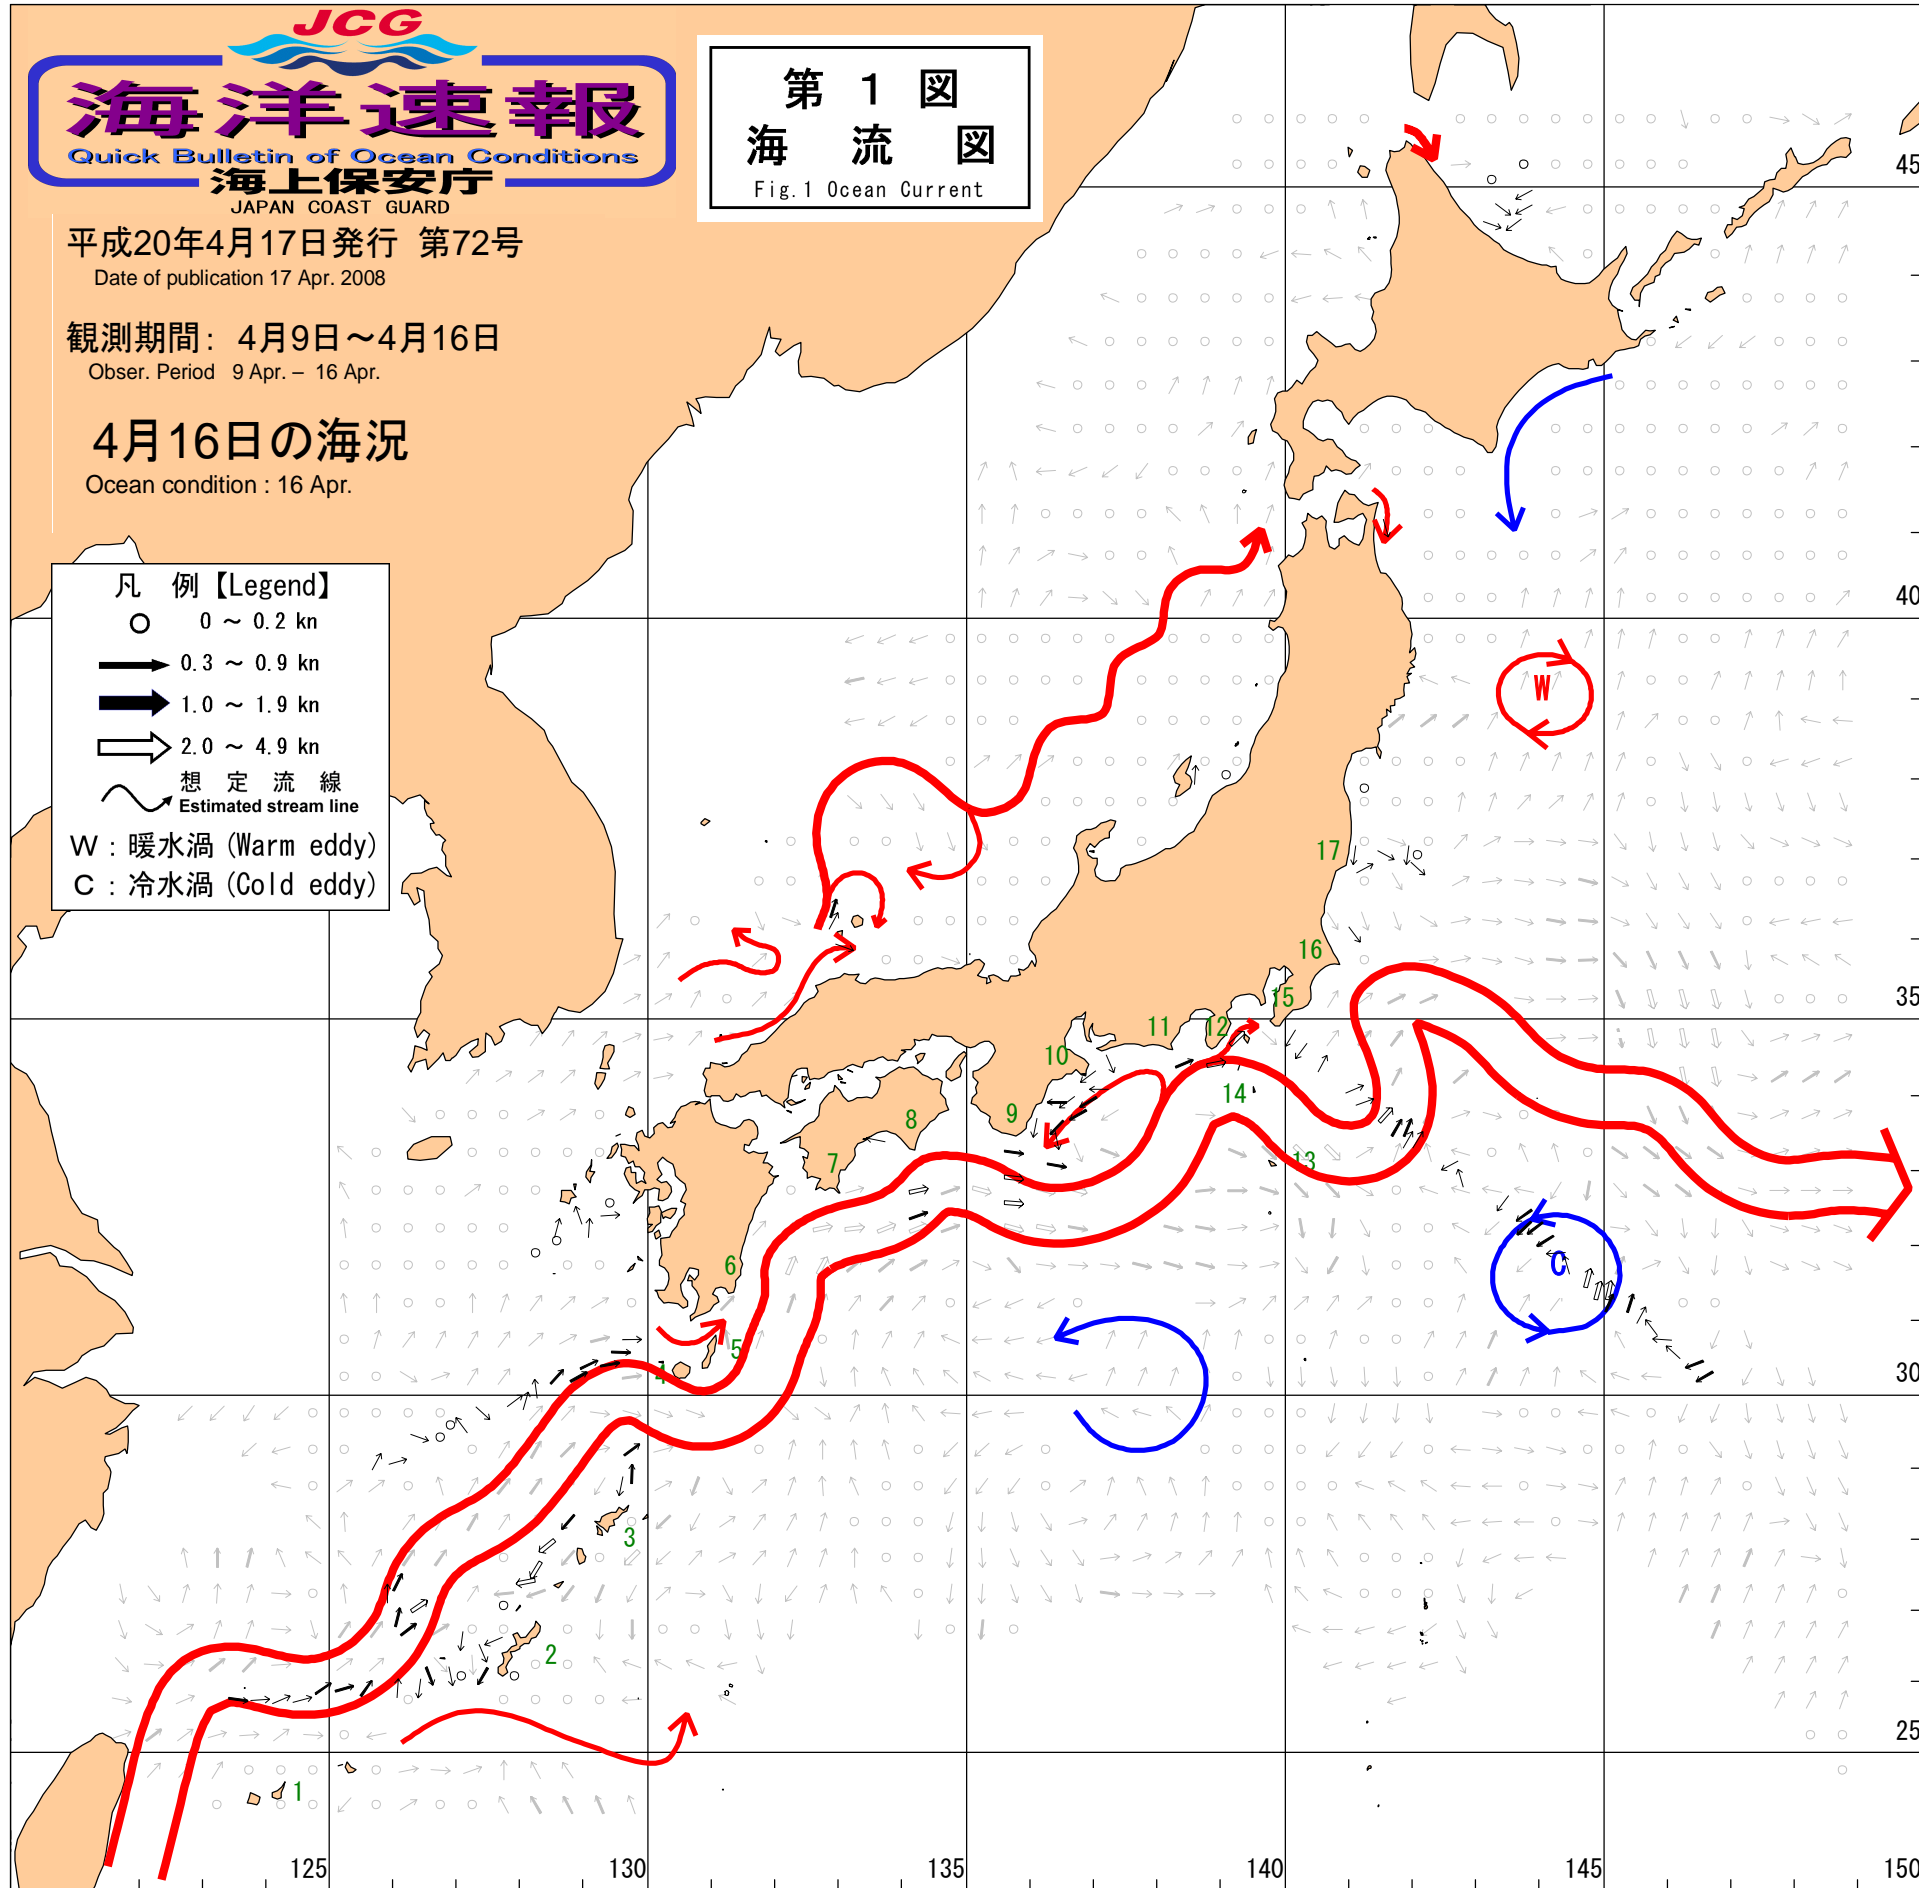 JCG
海洋速報
Quick Bulletin of Ocean Conditions
海上保安庁
JAPAN COAST GUARD
平成20年4月17日発行 第72号
Date of publication 17 Apr. 2008
観測期間: 4月9日～4月16日
Obser. Period 9 Apr. – 16 Apr.
4月16日の海況
Ocean condition : 16 Apr.
第 1 図
海 流 図
Fig.1 Ocean Current
凡 例【Legend】
0 ～ 0.2 kn
0.3 ～ 0.9 kn
1.0 ～ 1.9 kn
2.0 ～ 4.9 kn
想 定 流 線
Estimated stream line
W : 暖水渦 (Warm eddy)
C : 冷水渦 (Cold eddy)
45
40
W
17
16
35
15
12
11
10
14
9
8
7
13
6
C
5
4
30
3
2
25
1
125
130
135
140
145
150